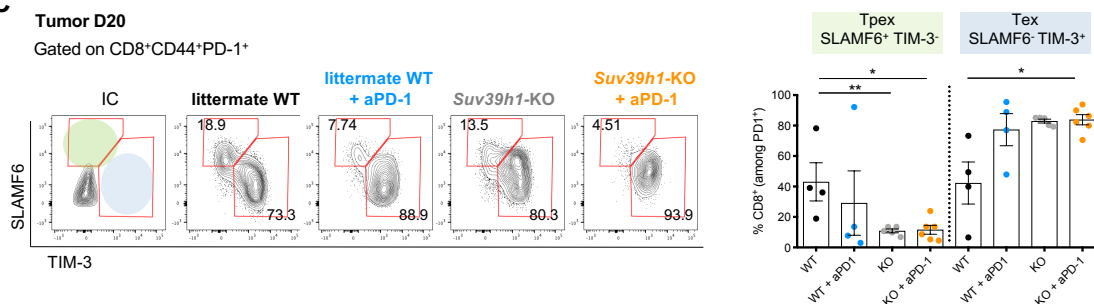 Tumor D20
Gated on CD8⁺CD44⁺PD-1⁺
IC
littermate WT
littermate WT
+ aPD-1
Suv39h1-KO
Suv39h1-KO
+ aPD-1
18.9
73.3
7.74
88.9
13.5
80.3
4.51
93.9
SLAMF6
TIM-3
Tpex
SLAMF6⁺ TIM-3⁻
Tex
SLAMF6⁻ TIM-3⁺
*
**
*
% CD8⁺ (among PD1⁺)
100
80
60
40
20
0
WT
WT + aPD1
KO
KO + aPD-1
WT
WT + aPD1
KO
KO + aPD-1